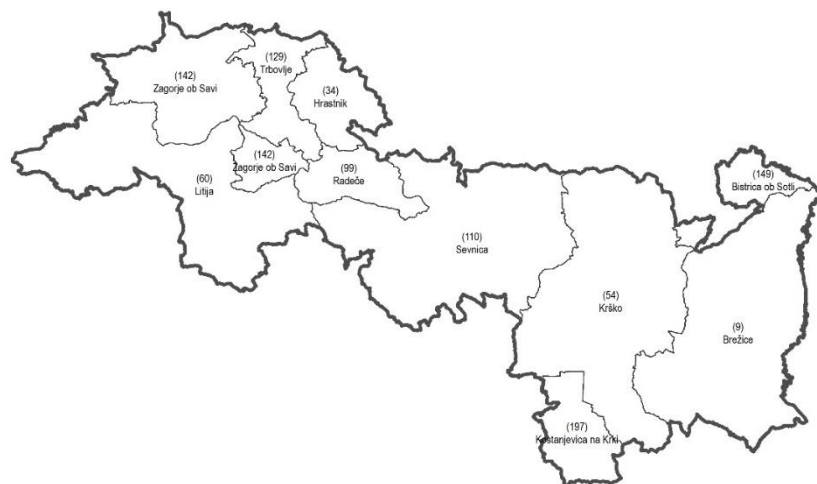 (129)
Trbovlje
(142)
Zagorje ob Savi
(34)
Hrastnik
(142)
Zagorje ob Savi
(99)
Radeče
(60)
Litija
(149)
Bistrica ob Sotli
(110)
Sevnica
(54)
Krško
(9)
Brežice
(197)
Kostanjevica na Krki